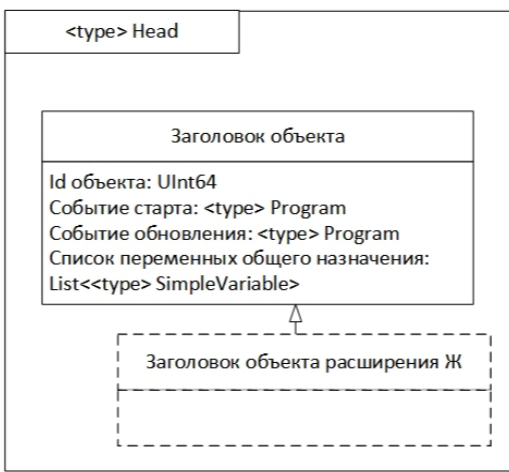 <type> Head
Заголовок объекта
Id объекта: UInt64
Событие старта: <type> Program
Событие обновления: <type> Program
Список переменных общего назначения:
List<<type> SimpleVariable>
Заголовок объекта расширения Ж